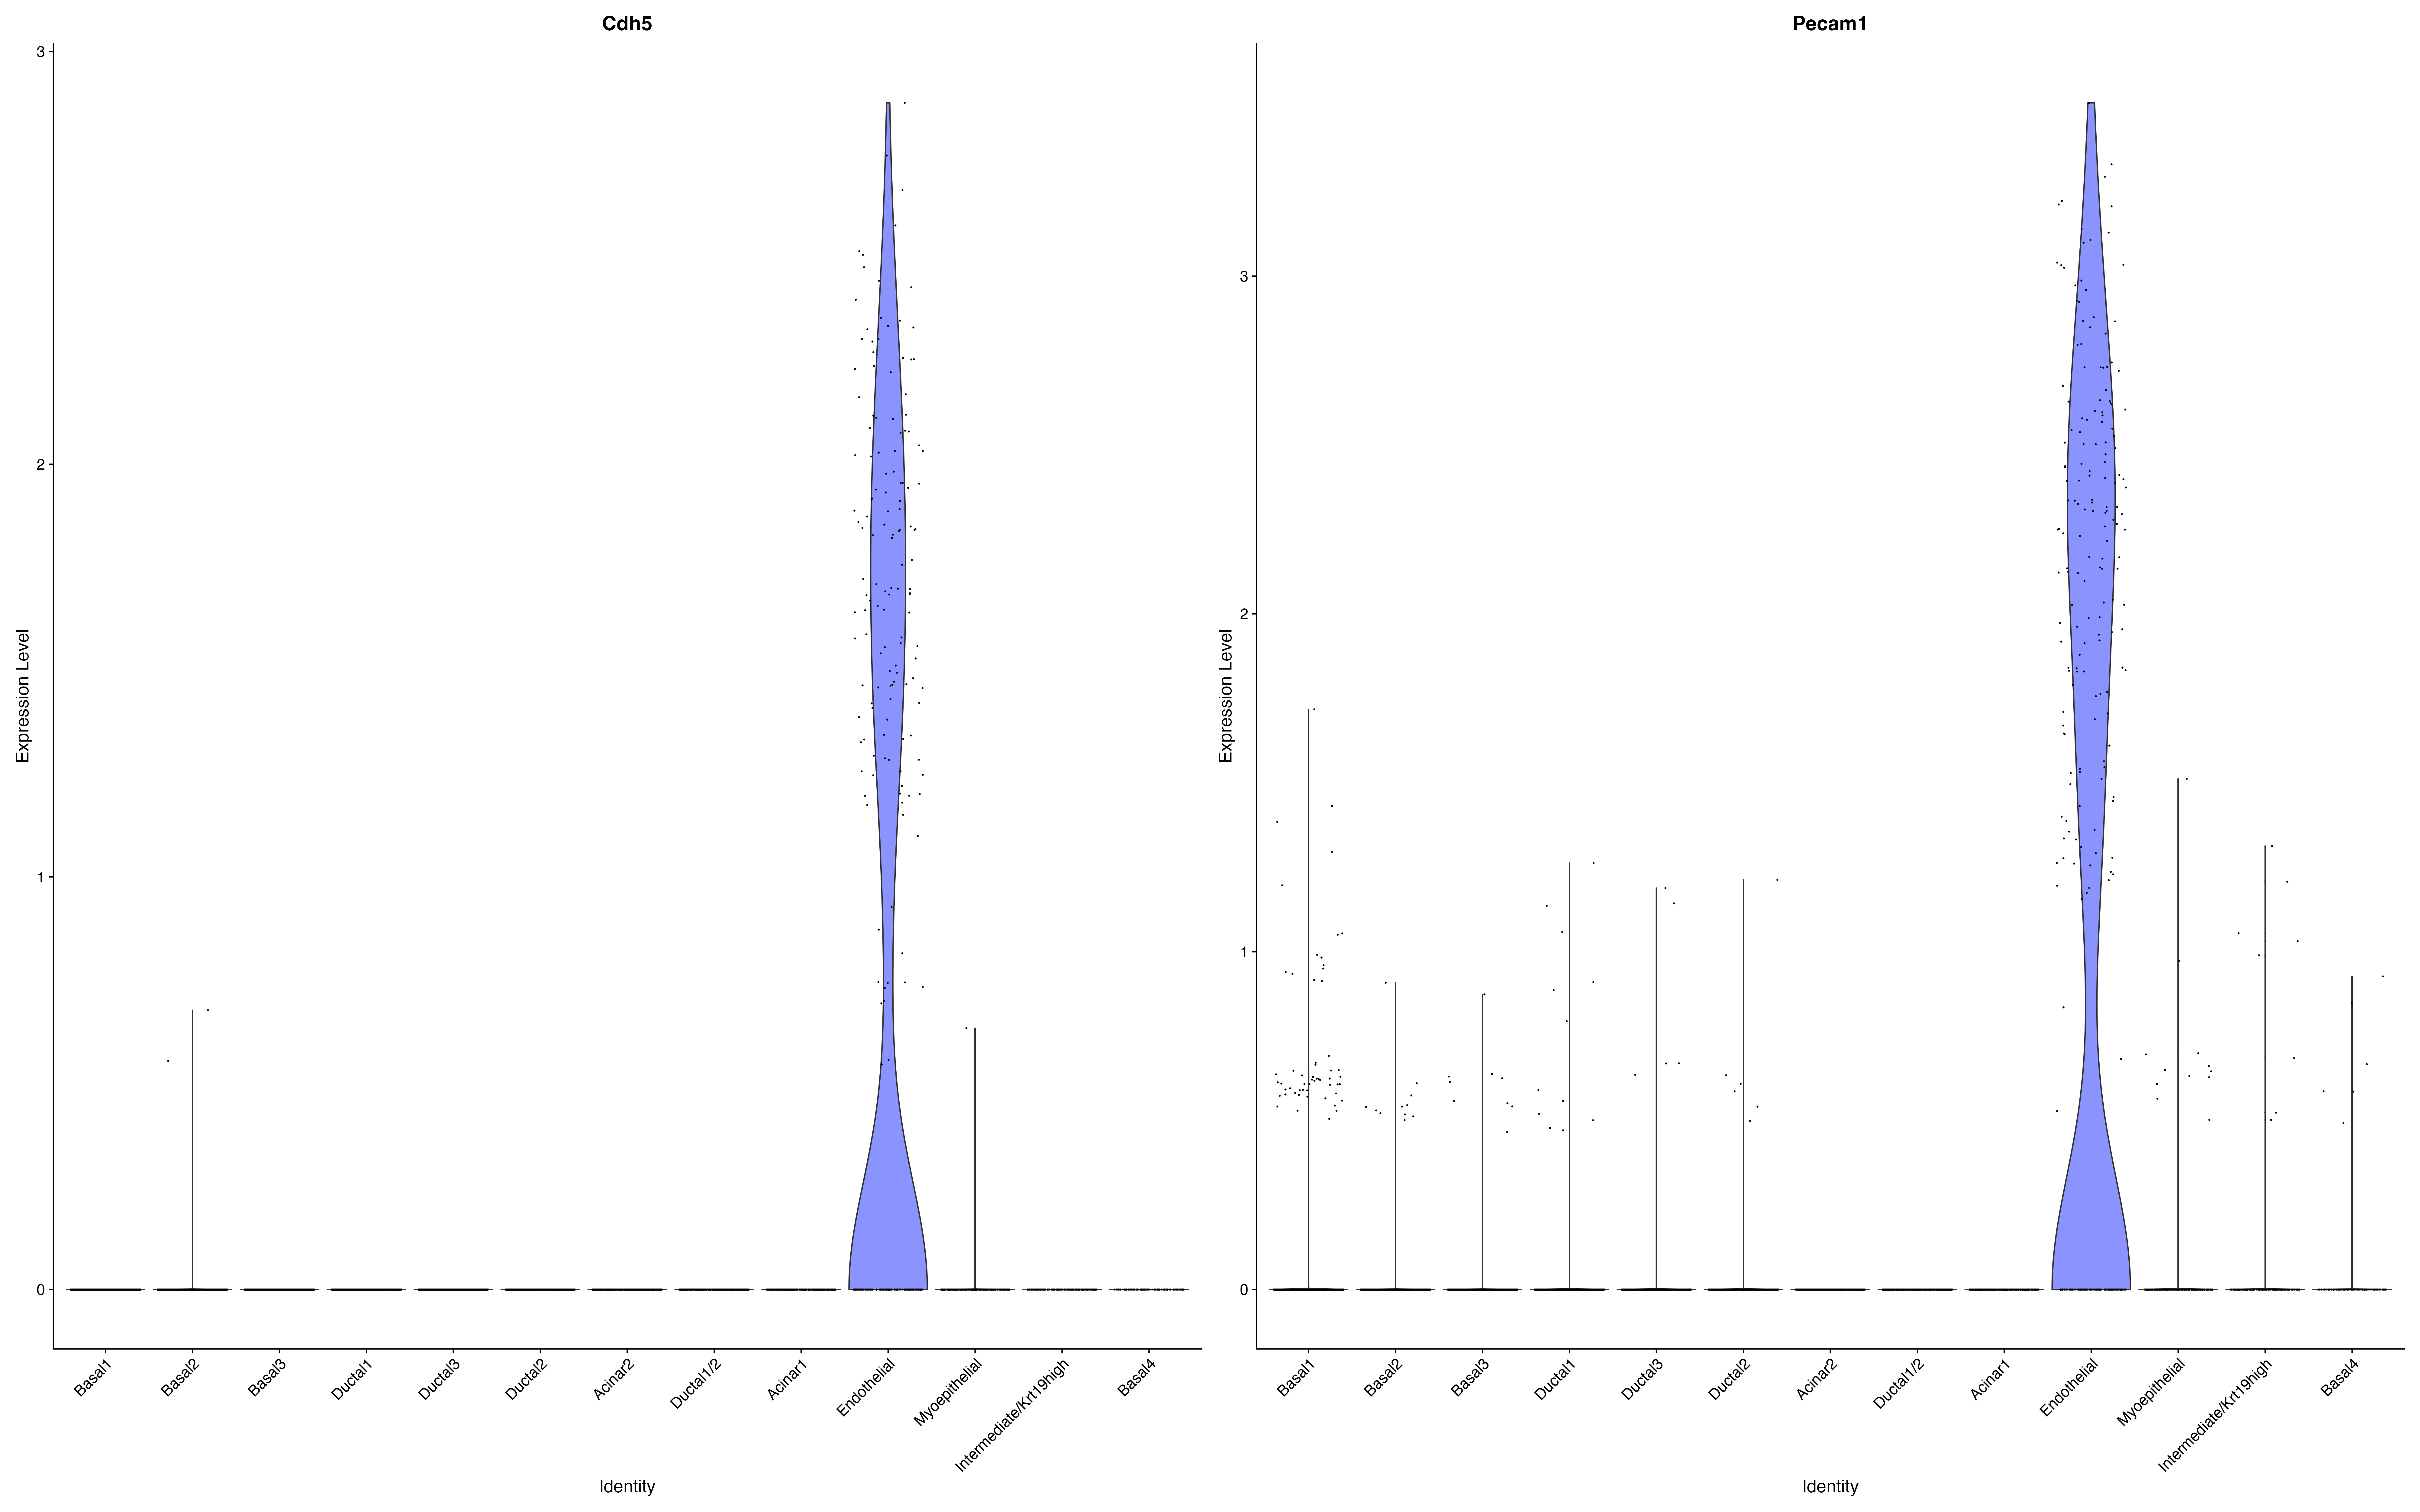 Cdh5
Expression Level
3
2
1
0
Basal1
Basal2
Basal3
Ductal1
Ductal3
Ductal2
Acinar2
Ductal1/2
Acinar1
Endothelial
Myoepithelial
Intermediate/Krt19high
Basal4
Identity
Pecam1
Expression Level
3
2
1
0
Basal1
Basal2
Basal3
Ductal1
Ductal3
Ductal2
Acinar2
Ductal1/2
Acinar1
Endothelial
Myoepithelial
Intermediate/Krt19high
Basal4
Identity